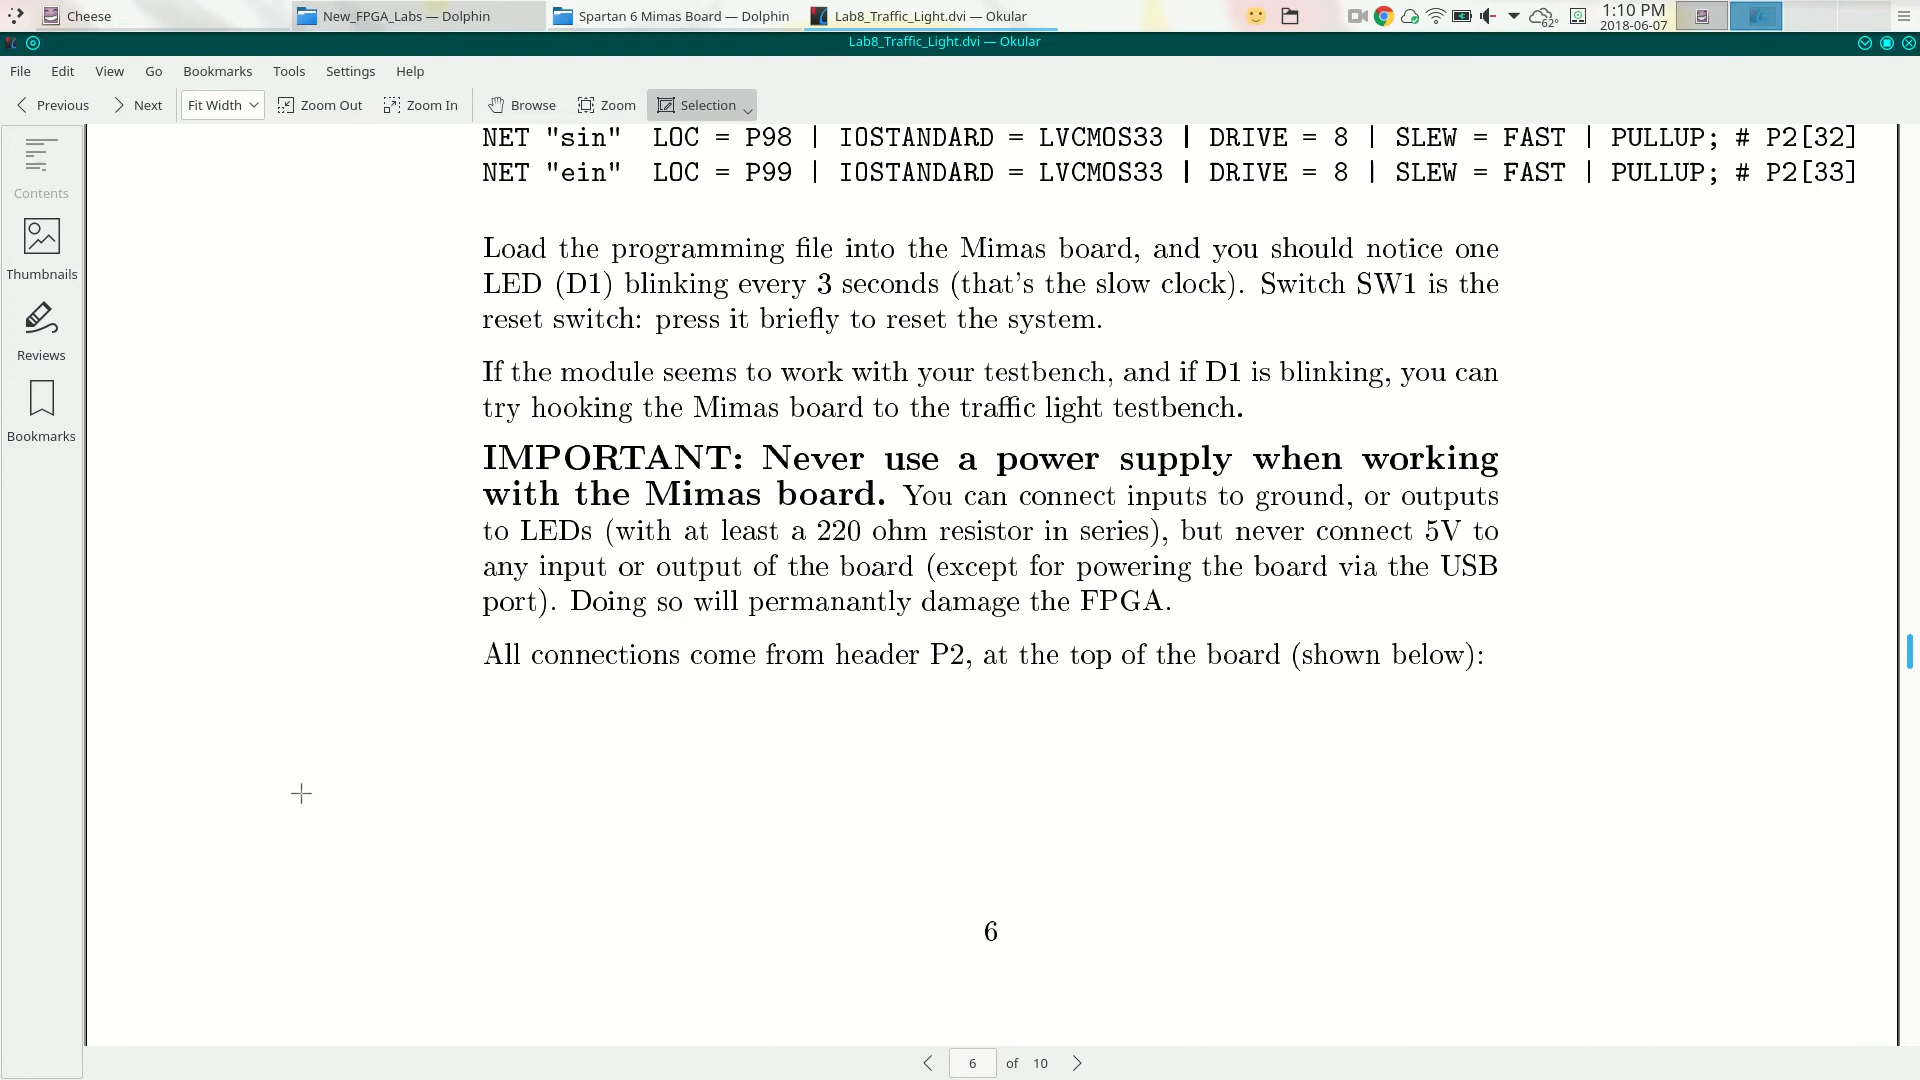 Cheese New_FPGA_Labs — Dolphin Spartan 6 Mimas Board — Dolphin Lab8_Traffic_Light.dvi — Okular 62° 1:10 PM
2018-06-07
Lab8_Traffic_Light.dvi — Okular
File Edit View Go Bookmarks Tools Settings Help
Previous Next Fit Width Zoom Out Zoom In Browse Zoom Selection
Contents
Thumbnails
Reviews
Bookmarks
NET "sin" LOC = P98 | IOSTANDARD = LVCMOS33 | DRIVE = 8 | SLEW = FAST | PULLUP; # P2[32]
NET "ein" LOC = P99 | IOSTANDARD = LVCMOS33 | DRIVE = 8 | SLEW = FAST | PULLUP; # P2[33]
Load the programming file into the Mimas board, and you should notice one
LED (D1) blinking every 3 seconds (that's the slow clock). Switch SW1 is the
reset switch: press it briefly to reset the system.
If the module seems to work with your testbench, and if D1 is blinking, you can
try hooking the Mimas board to the traffic light testbench.
IMPORTANT: Never use a power supply when working
with the Mimas board. You can connect inputs to ground, or outputs
to LEDs (with at least a 220 ohm resistor in series), but never connect 5V to
any input or output of the board (except for powering the board via the USB
port). Doing so will permanantly damage the FPGA.
All connections come from header P2, at the top of the board (shown below):
6
6 of 10